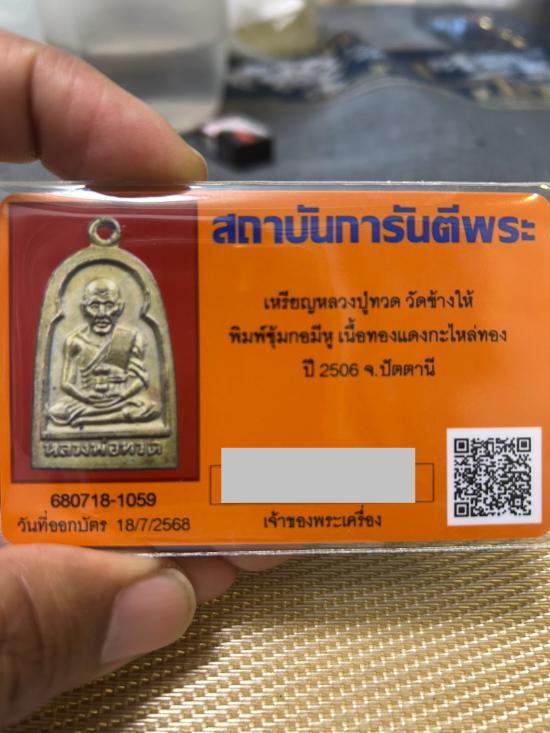 สถาบันการันตีพระ
เหรียญหลวงปู่ทวด วัดช้างให้
พิมพ์ซุ้มกอมีหู เนื้อทองแดงกะไหล่ทอง
ปี 2506 จ.ปัตตานี
หลวงพ่อทวด
680718-1059
วันที่ออกบัตร 18/7/2568
เจ้าของพระเครื่อง